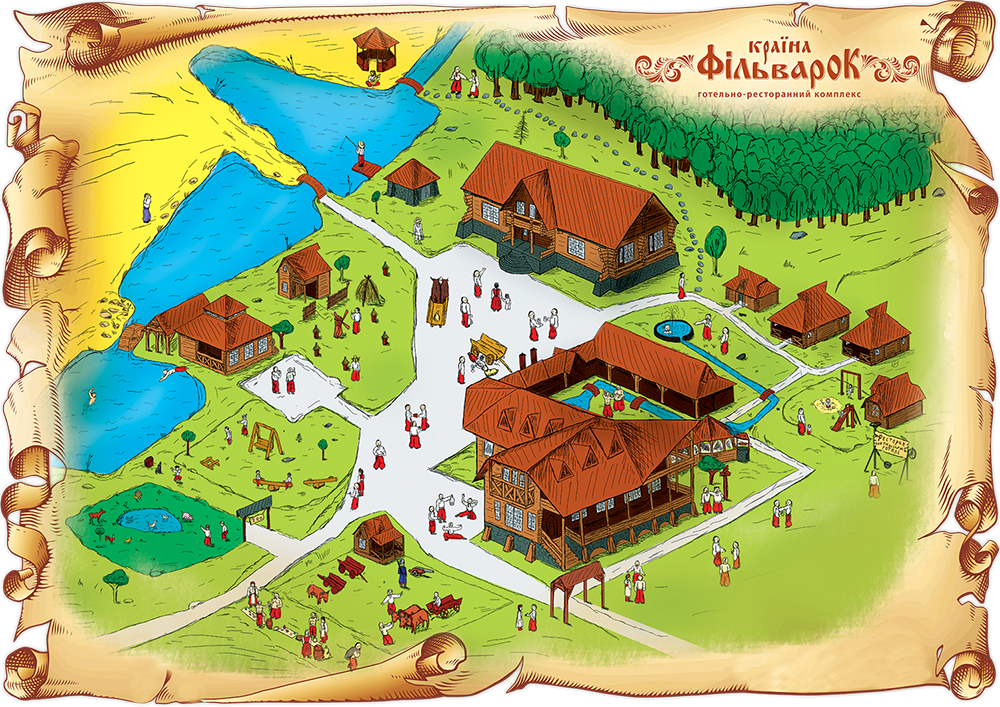 країна
Фільварок
готельно-ресторанний комплекс